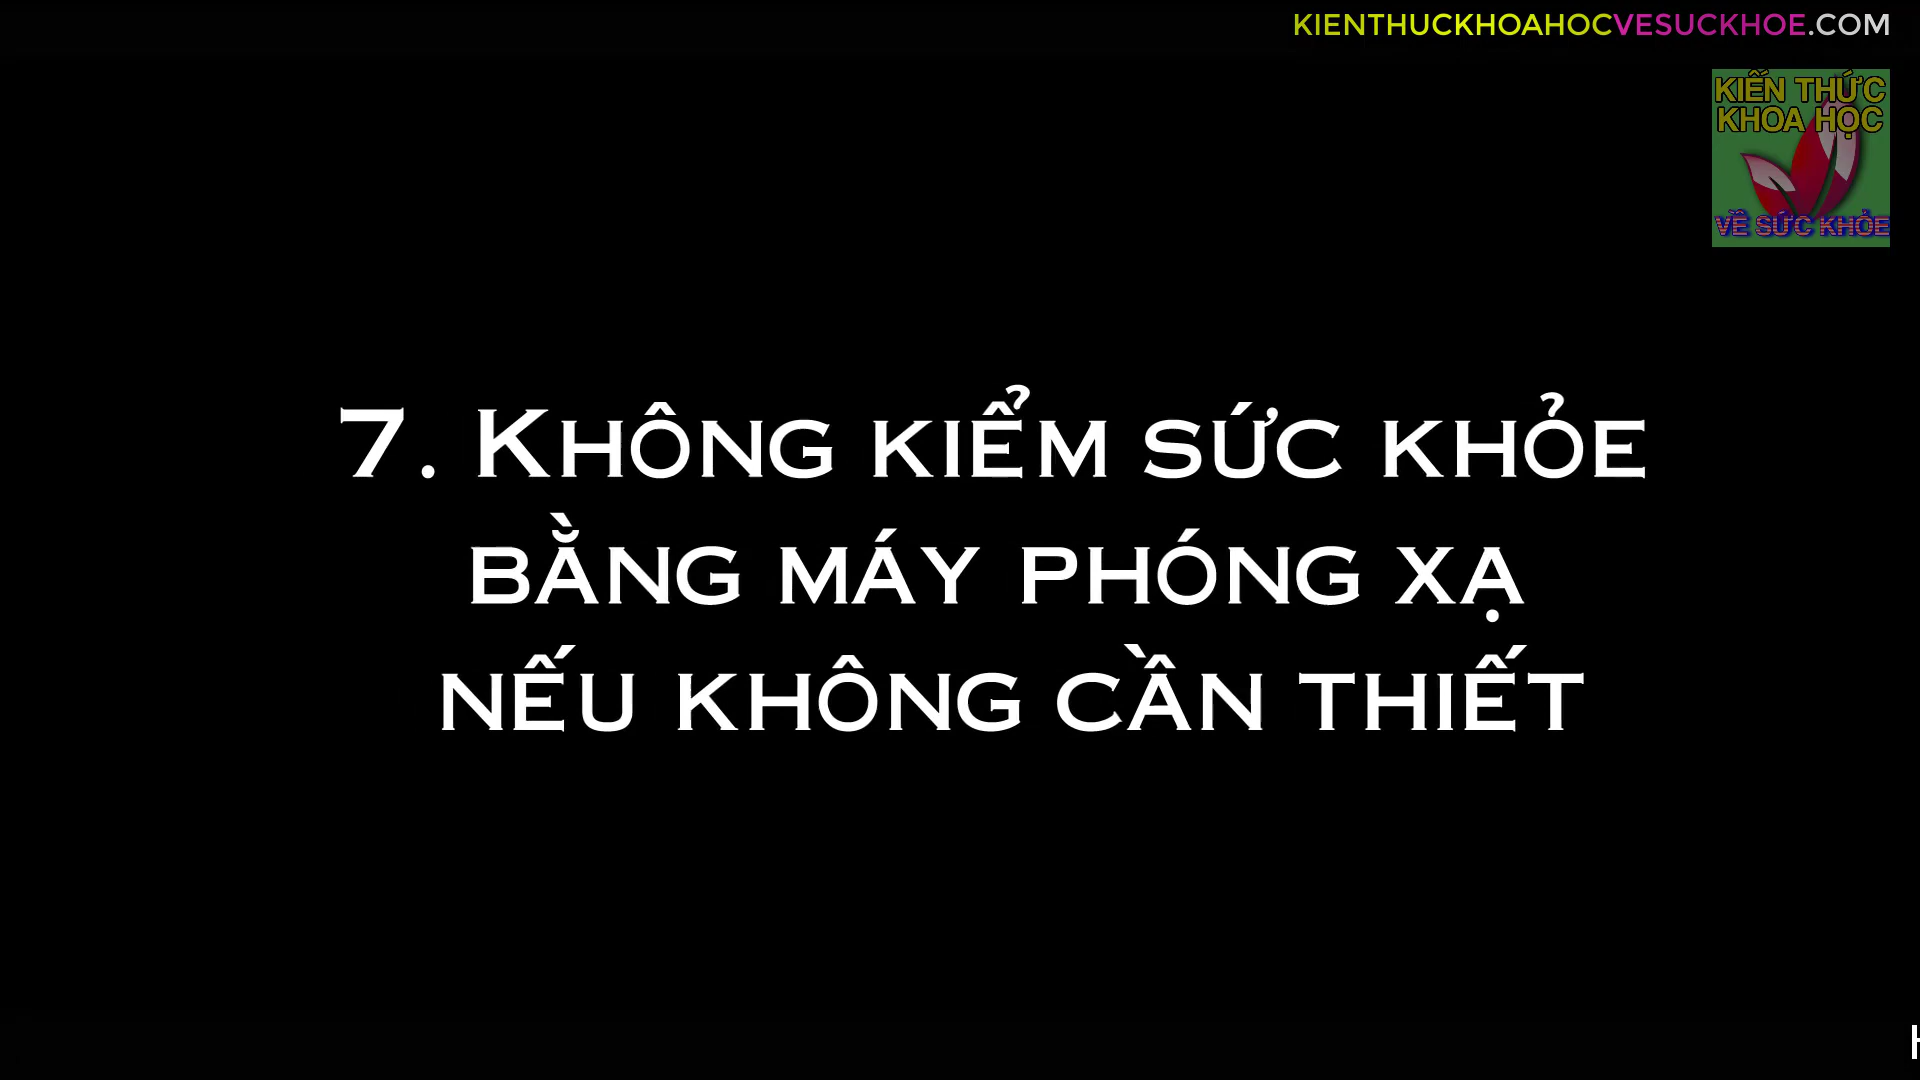 KIENTHUCKHOAHOCVESUCKHOE.COM
KIẾN THỨC
KHOA HỌC
VỀ SỨC KHỎE
7. KHÔNG KIỂM SỨC KHỎE
BẰNG MÁY PHÓNG XẠ
NẾU KHÔNG CẦN THIẾT